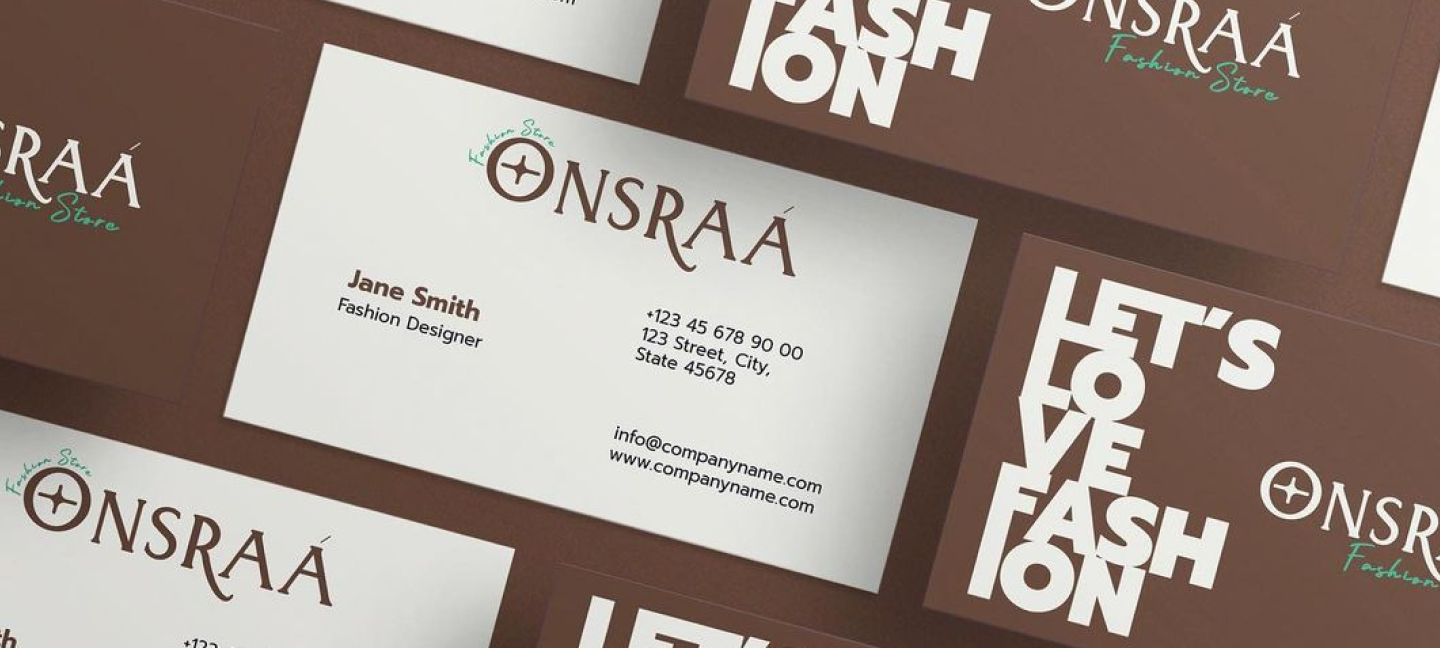 FASH
ION
ONSRAÁ
Fashion Store
SRAÁ
Store
Fashion Store
ONSRAÁ
Jane Smith
Fashion Designer
+123 45 678 90 00
123 Street, City,
State 45678
info@companyname.com
www.companyname.com
LET'S
LO
VE
FASH
ION
ONSR
Fashion
Fashion Store
ONSRAÁ
+123
LET'S